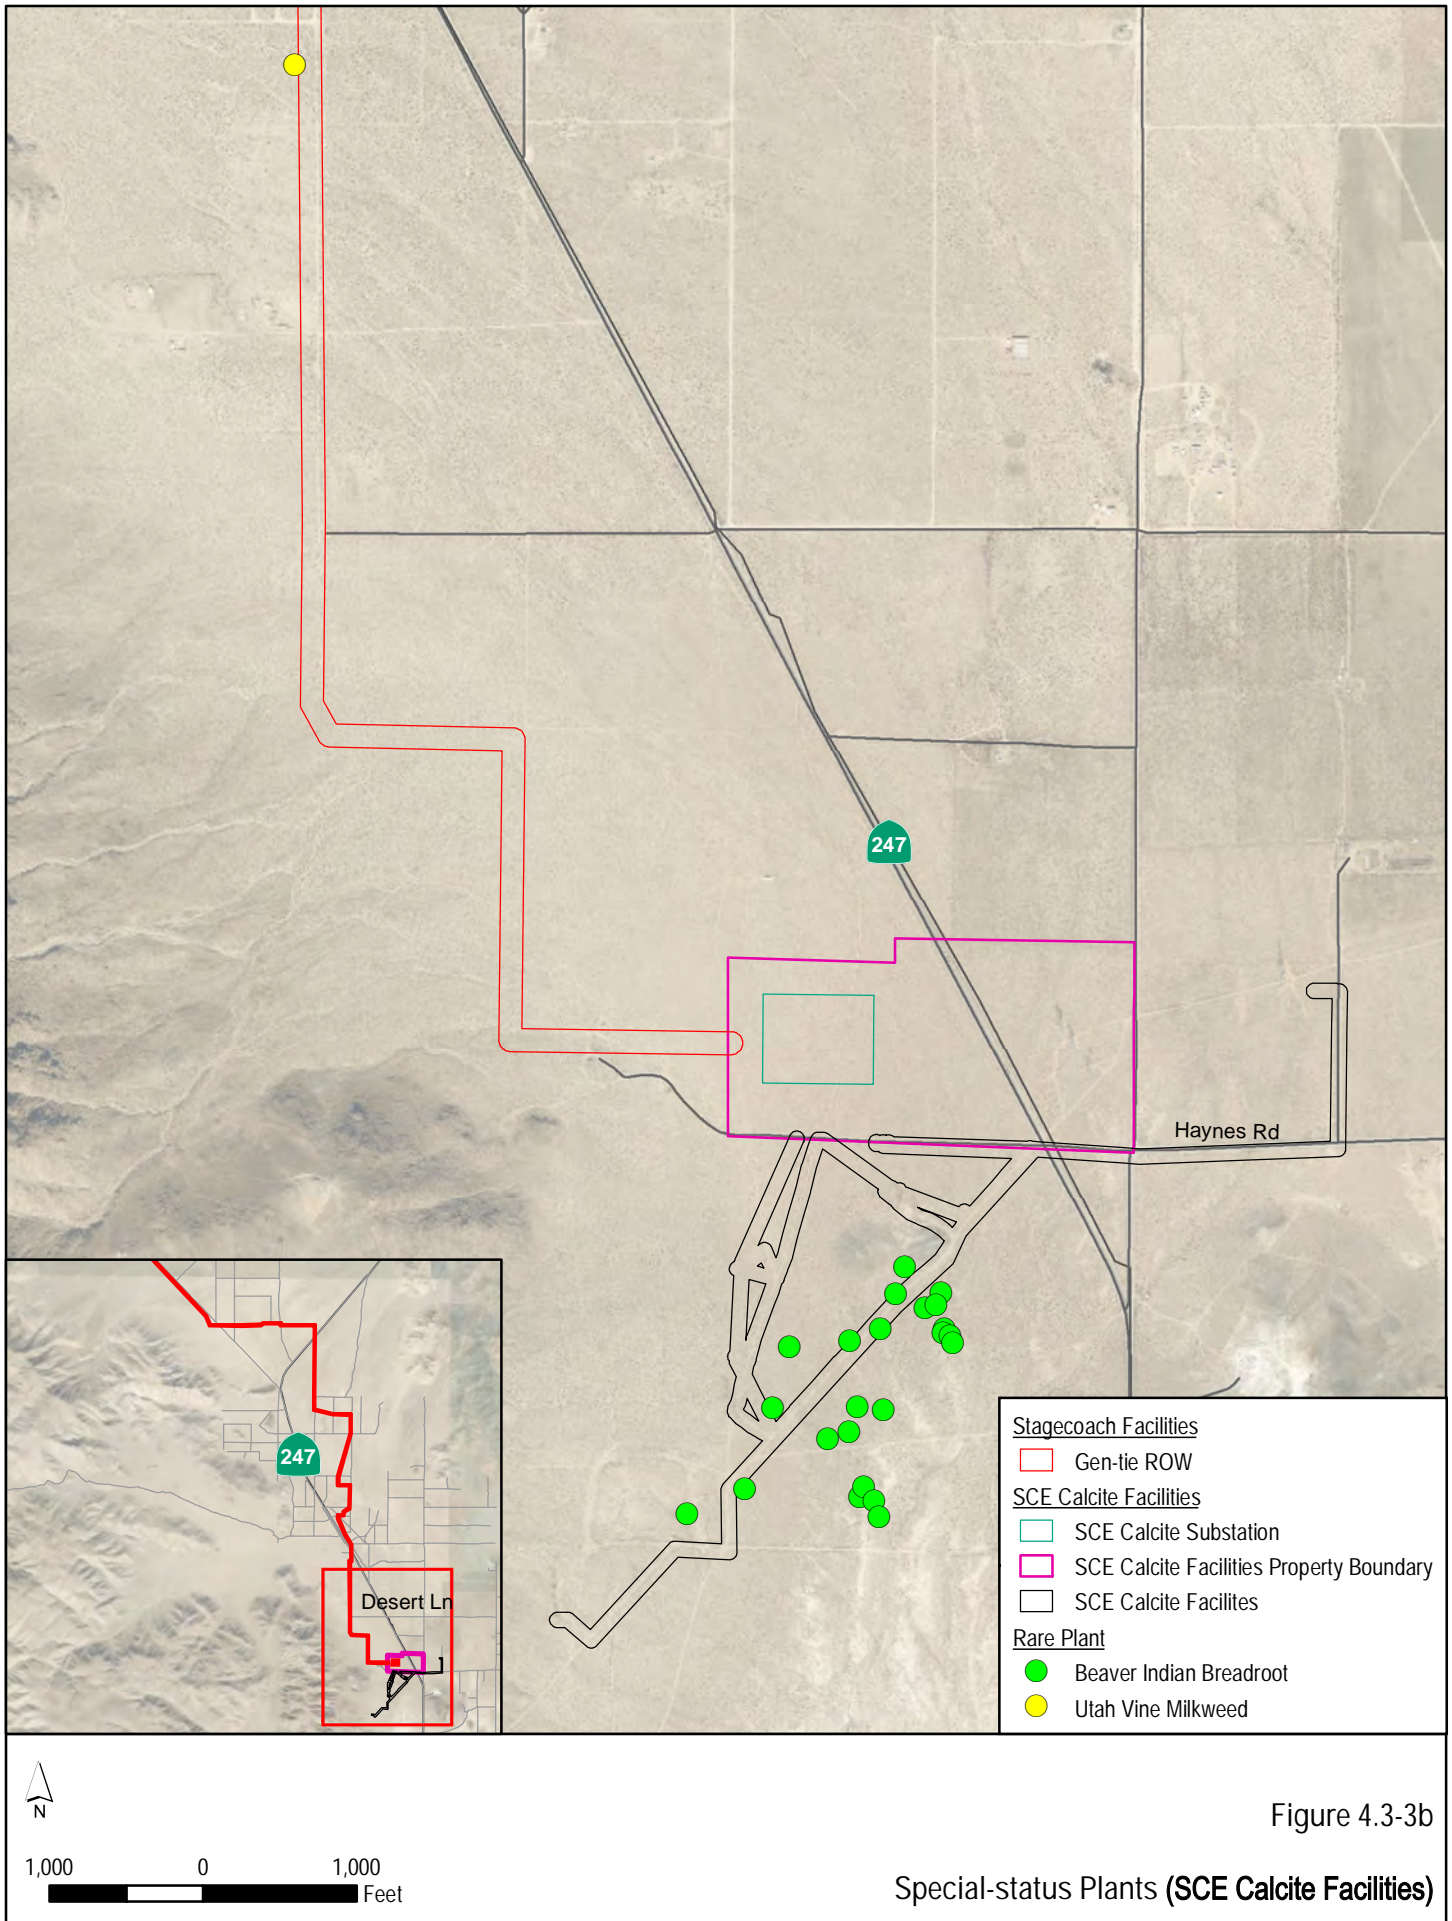 247
Haynes Rd
247
Desert Ln
Stagecoach Facilities
Gen-tie ROW
SCE Calcite Facilities
SCE Calcite Substation
SCE Calcite Facilities Property Boundary
SCE Calcite Facilites
Rare Plant
Beaver Indian Breadroot
Utah Vine Milkweed
N
1,000 0 1,000
Feet
Figure 4.3-3b
Special-status Plants (SCE Calcite Facilities)